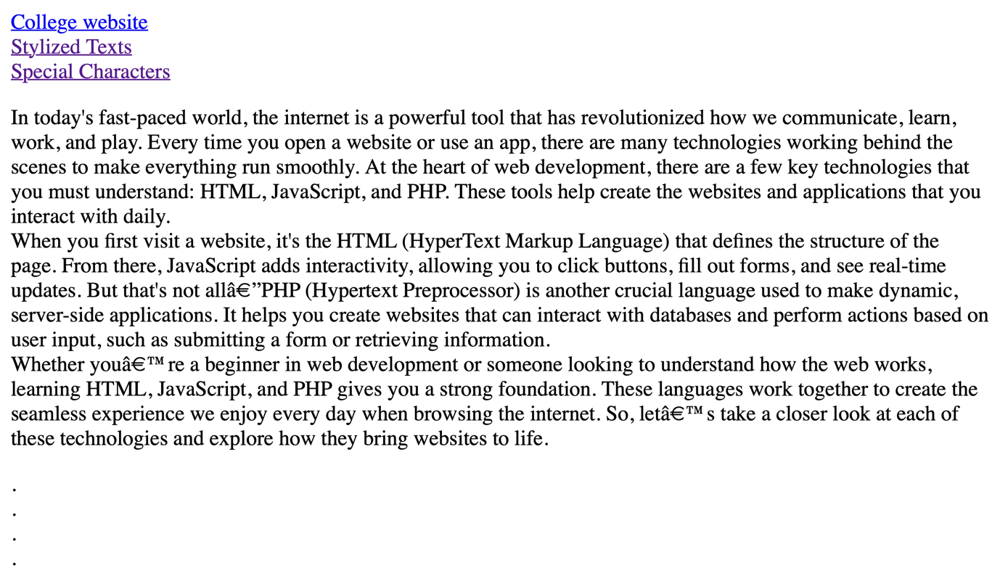 College website
Stylized Texts
Special Characters
In today's fast-paced world, the internet is a powerful tool that has revolutionized how we communicate, learn,
work, and play. Every time you open a website or use an app, there are many technologies working behind the
scenes to make everything run smoothly. At the heart of web development, there are a few key technologies that
you must understand: HTML, JavaScript, and PHP. These tools help create the websites and applications that you
interact with daily.
When you first visit a website, it's the HTML (HyperText Markup Language) that defines the structure of the
page. From there, JavaScript adds interactivity, allowing you to click buttons, fill out forms, and see real-time
updates. But that's not allâ€”PHP (Hypertext Preprocessor) is another crucial language used to make dynamic,
server-side applications. It helps you create websites that can interact with databases and perform actions based on
user input, such as submitting a form or retrieving information.
Whether youâ€™re a beginner in web development or someone looking to understand how the web works,
learning HTML, JavaScript, and PHP gives you a strong foundation. These languages work together to create the
seamless experience we enjoy every day when browsing the internet. So, letâ€™s take a closer look at each of
these technologies and explore how they bring websites to life.
.
.
.
.